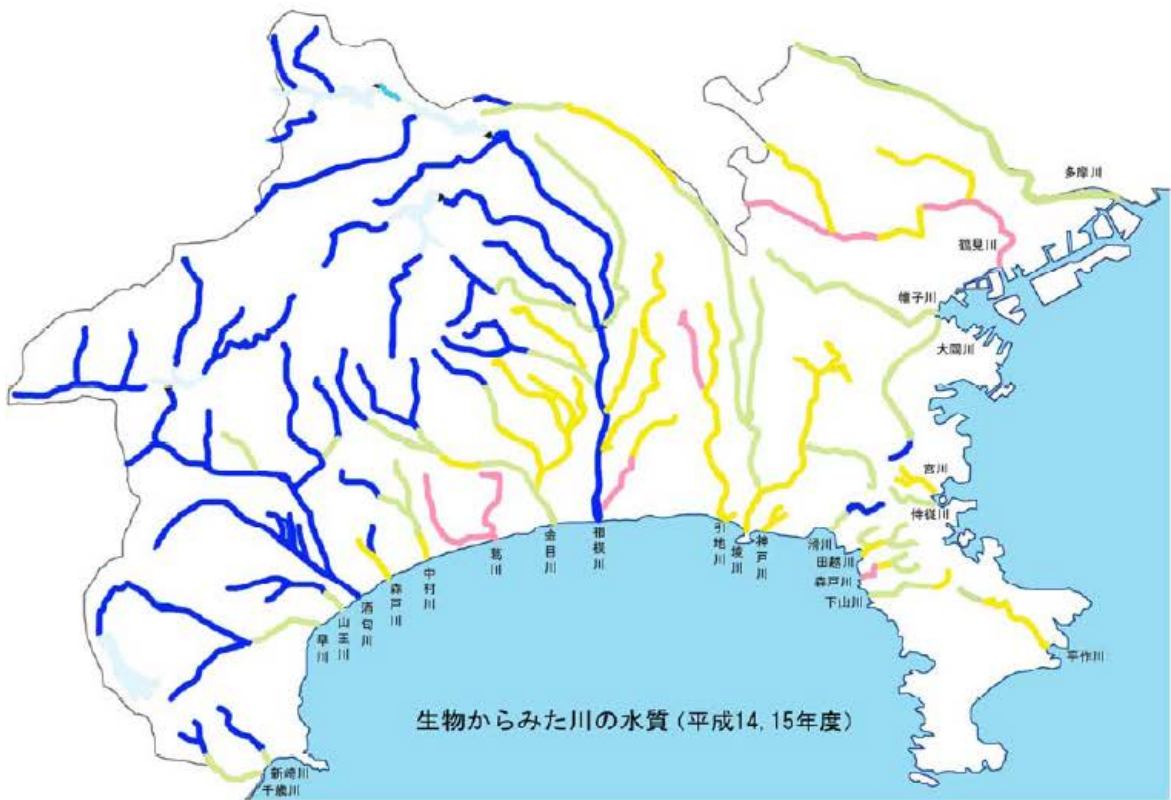 多摩川
鶴見川
帷子川
大岡川
宮川
侍従川
引地川
境川
神戸川
滑川
田越川
森戸川
下山川
平作川
相模川
金目川
葛川
中村川
森戸川
酒匂川
山王川
早川
新崎川
千歳川
生物からみた川の水質(平成14,15年度)